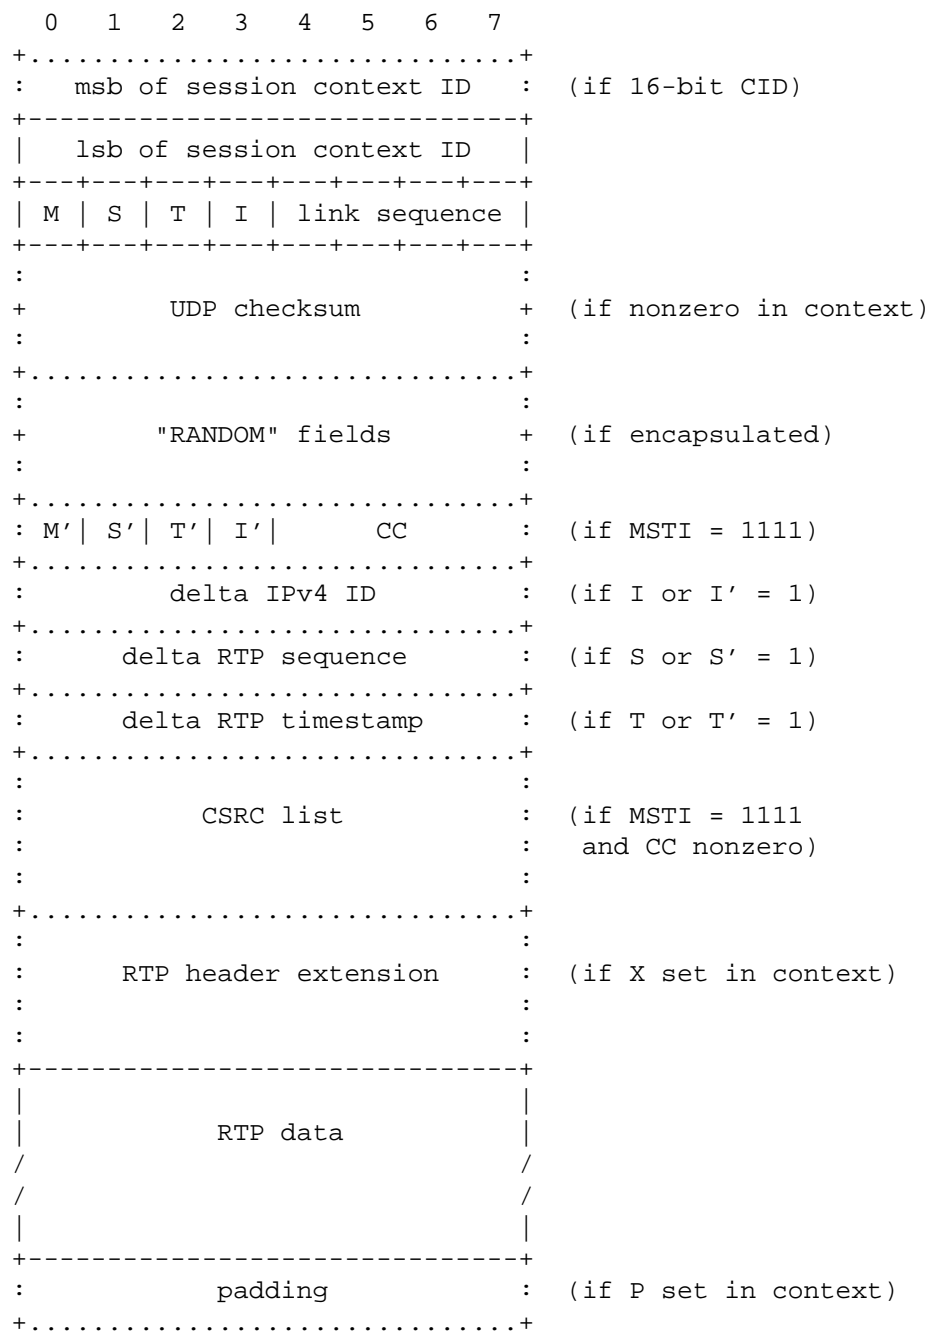 0 1 2 3 4 5 6 7
+...............................+
: msb of session context ID : (if 16-bit CID)
+-------------------------------+
| lsb of session context ID |
+---+---+---+---+---+---+---+---+
| M | S | T | I | link sequence |
+---+---+---+---+---+---+---+---+
: :
+ UDP checksum + (if nonzero in context)
: :
+...............................+
: :
+ "RANDOM" fields + (if encapsulated)
: :
+...............................+
: M'| S'| T'| I'| CC : (if MSTI = 1111)
+...............................+
: delta IPv4 ID : (if I or I' = 1)
+...............................+
: delta RTP sequence : (if S or S' = 1)
+...............................+
: delta RTP timestamp : (if T or T' = 1)
+...............................+
: :
: CSRC list : (if MSTI = 1111
: : and CC nonzero)
: :
+...............................+
: :
: RTP header extension : (if X set in context)
: :
: :
+-------------------------------+
| |
| RTP data |
/ /
/ /
| |
+-------------------------------+
: padding : (if P set in context)
+...............................+